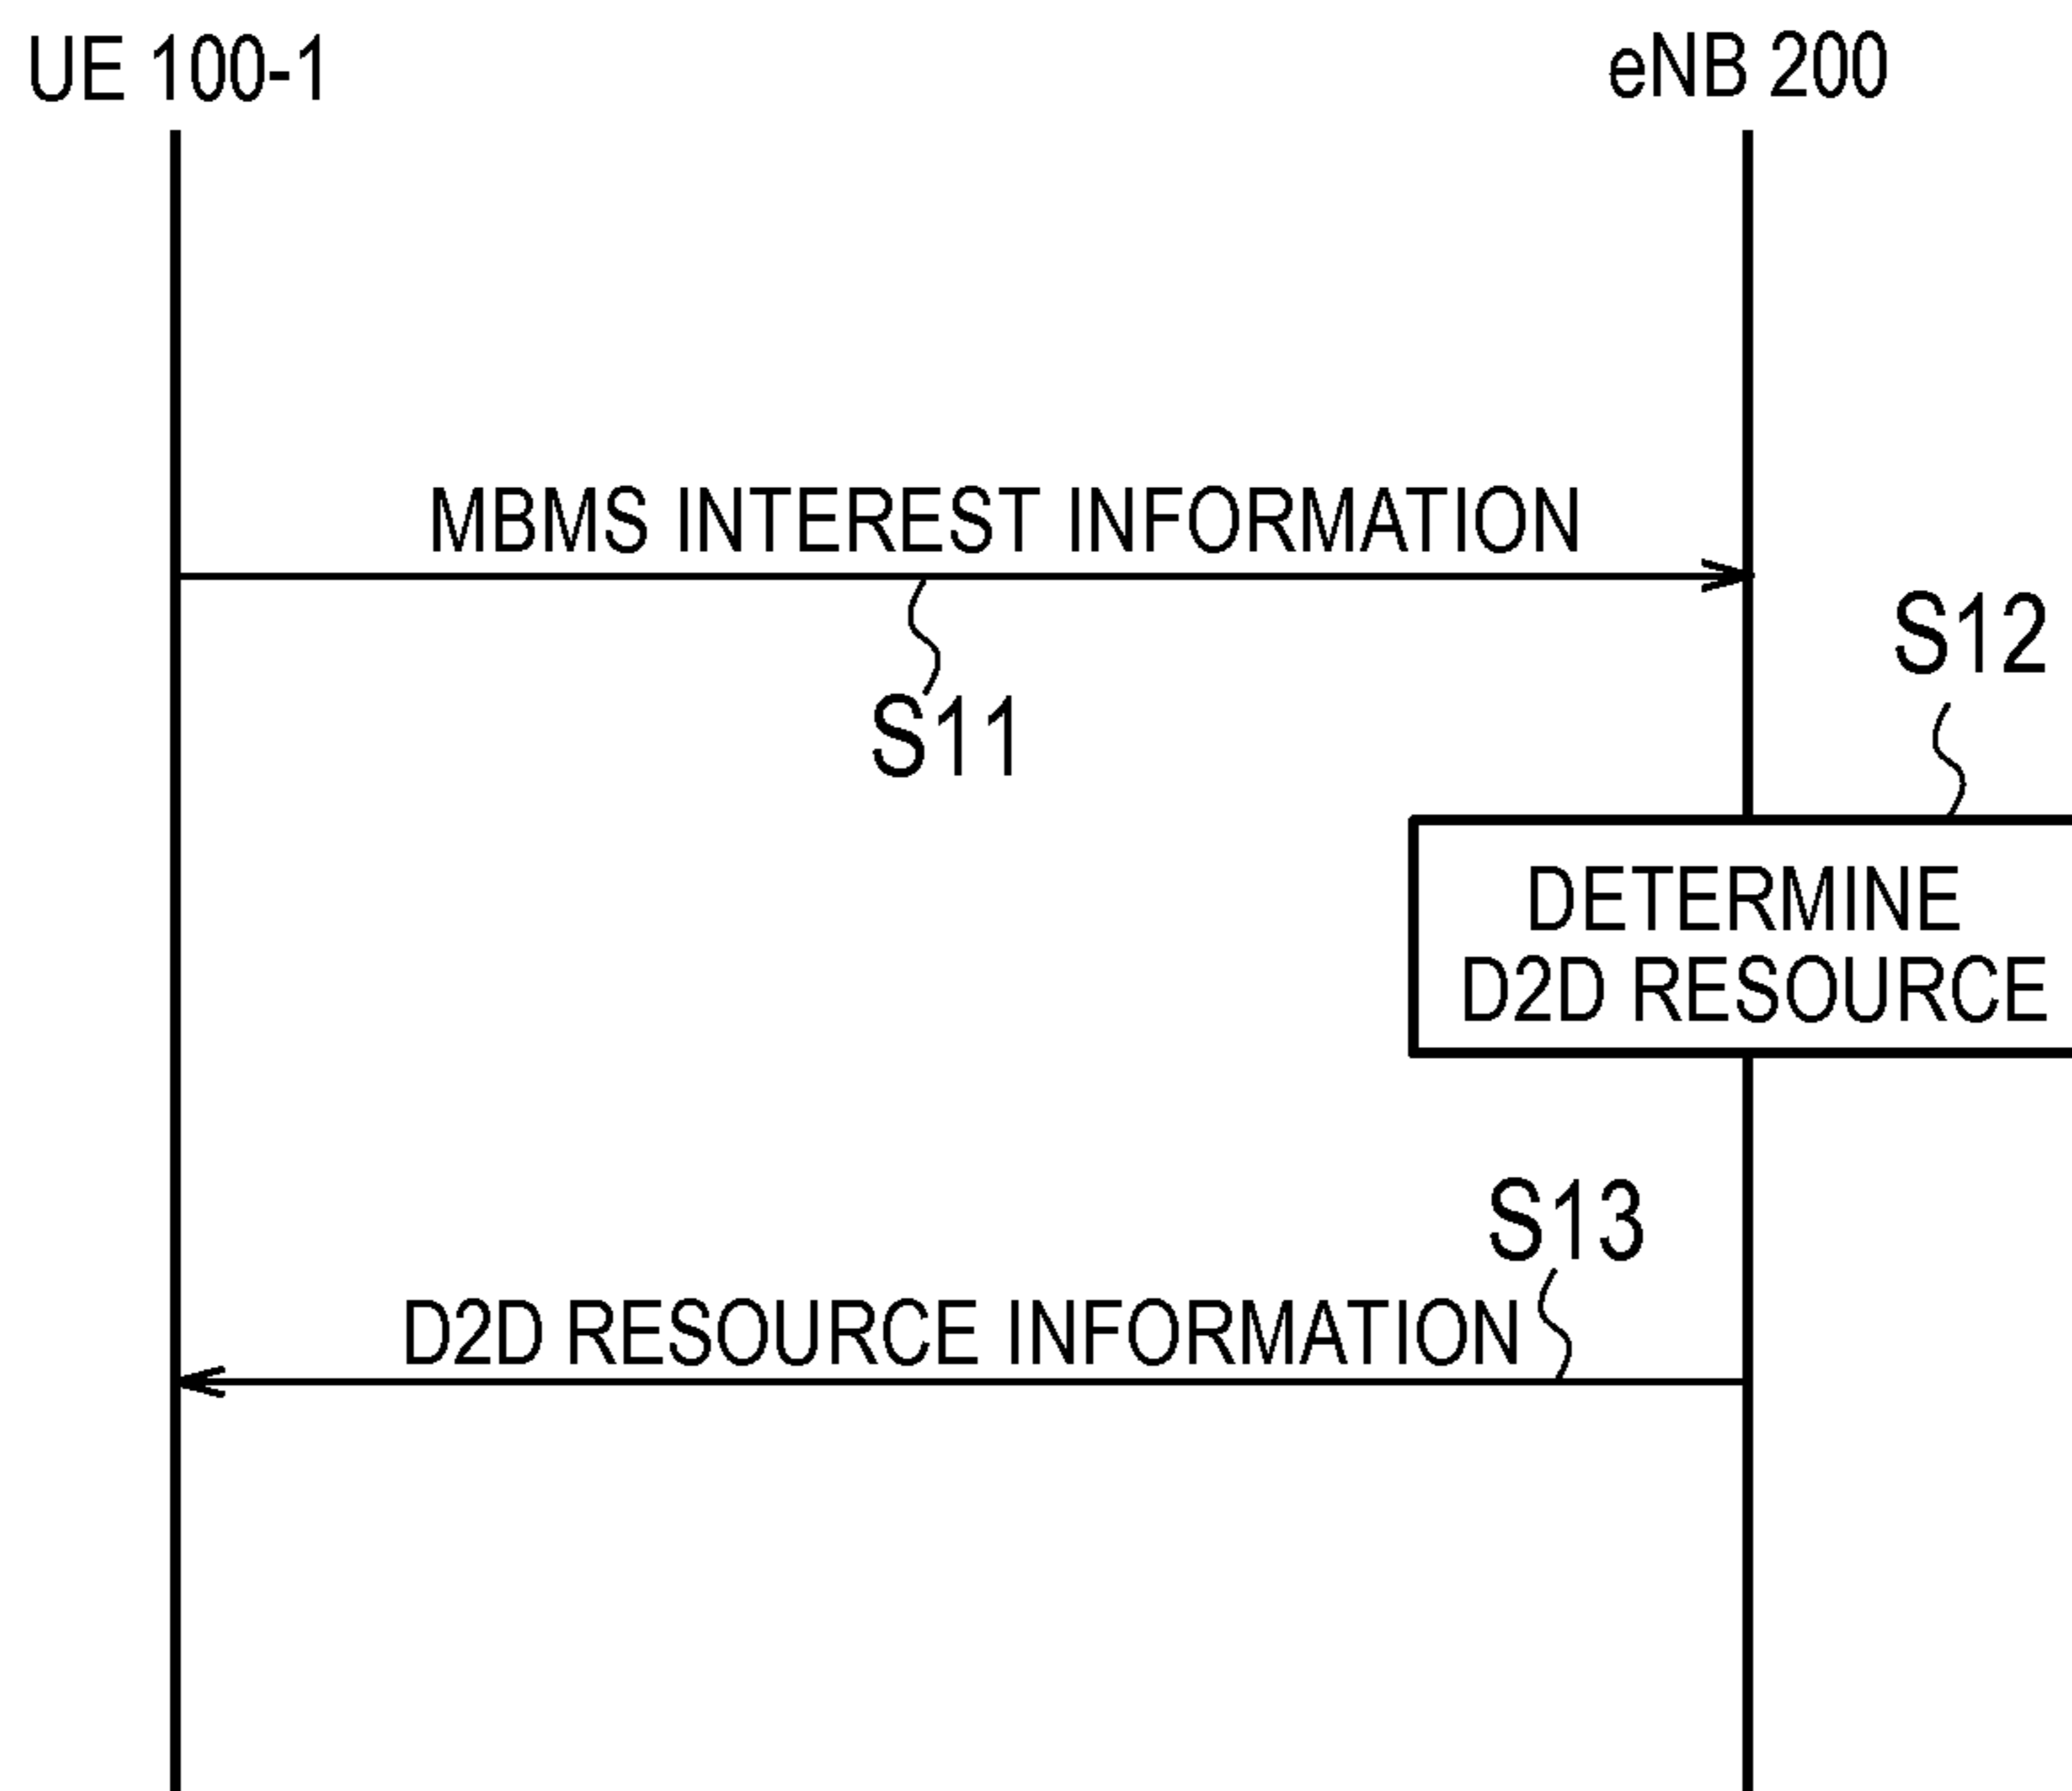 UE 100-1
eNB 200
MBMS INTEREST INFORMATION
S11
S12
DETERMINE
D2D RESOURCE
S13
D2D RESOURCE INFORMATION